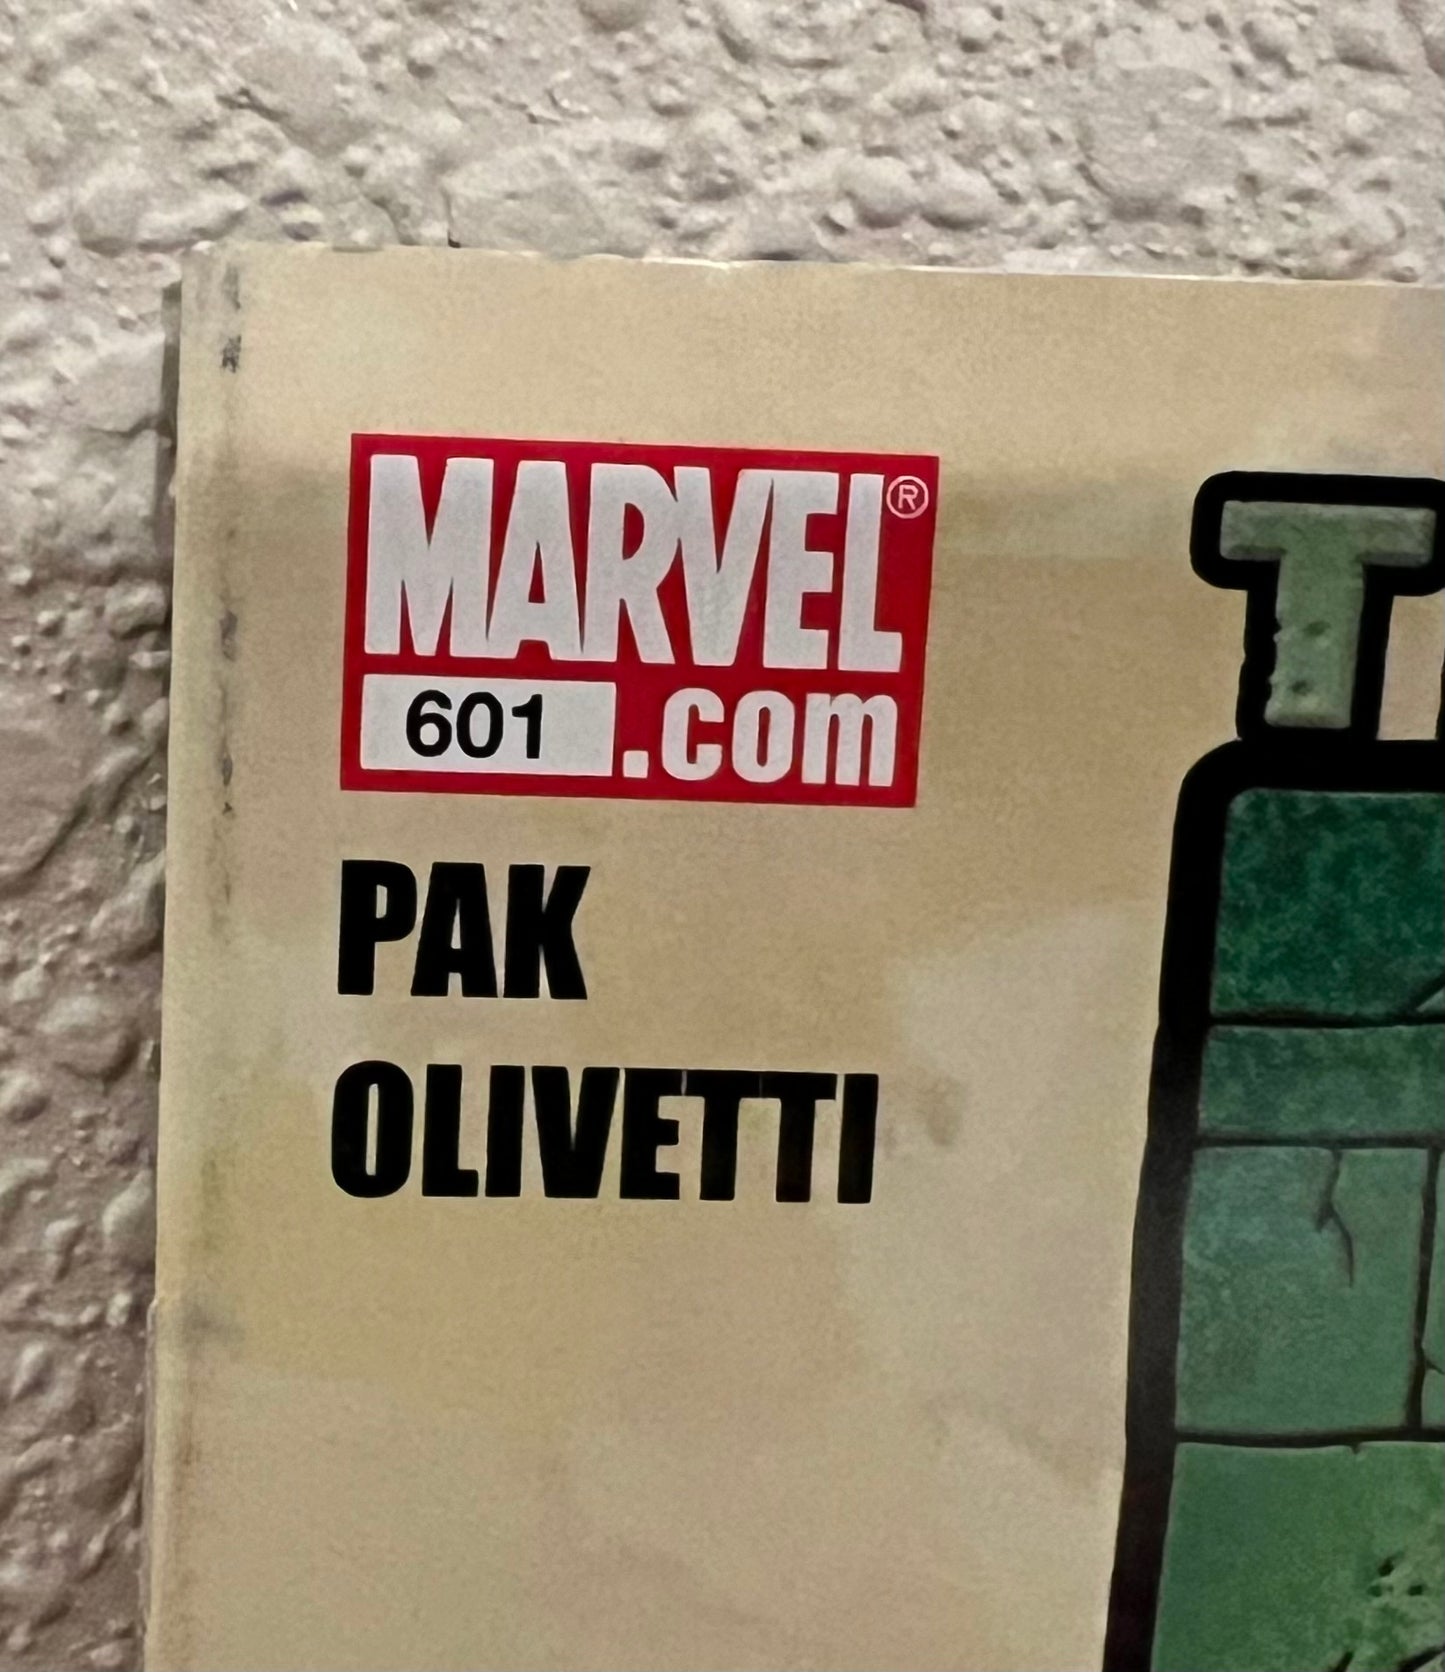 MARVEL®
601 .com
T
PAK
OLIVETTI